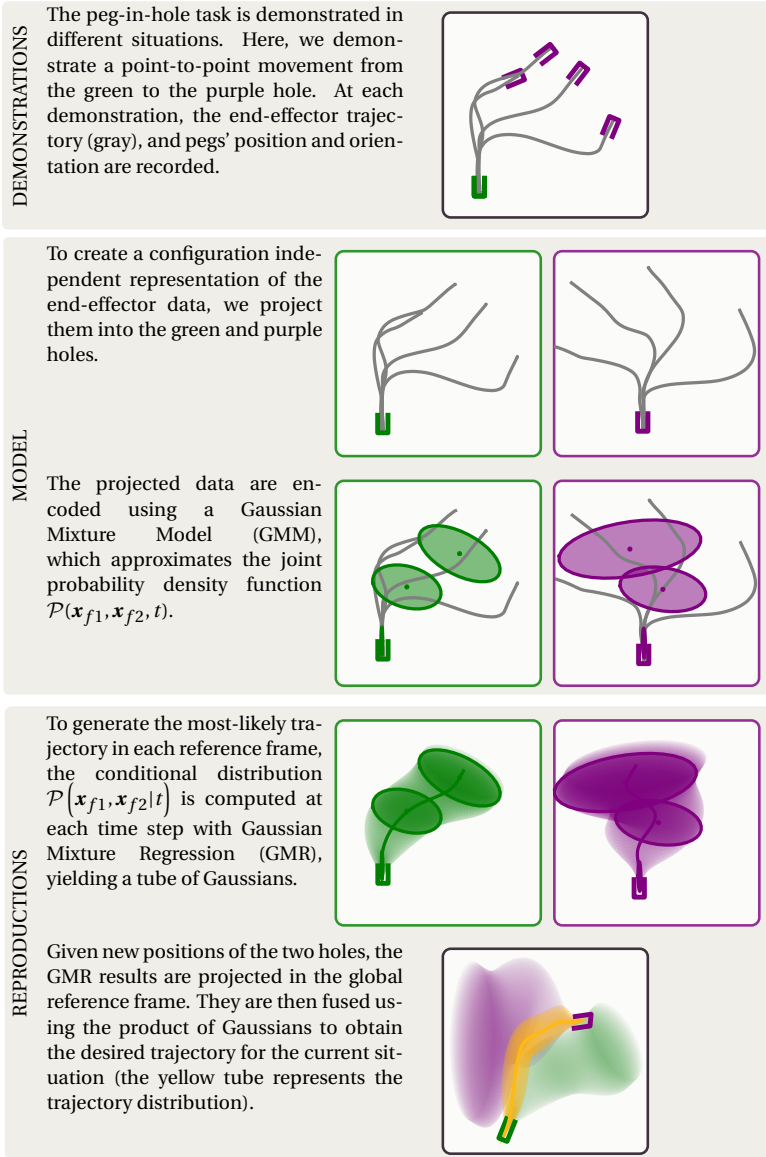 DEMONSTRATIONS
The peg-in-hole task is demonstrated in
different situations. Here, we demon-
strate a point-to-point movement from
the green to the purple hole. At each
demonstration, the end-effector trajec-
tory (gray), and pegs' position and orien-
tation are recorded.
MODEL
To create a configuration inde-
pendent representation of the
end-effector data, we project
them into the green and purple
holes.
The projected data are en-
coded using a Gaussian
Mixture Model (GMM),
which approximates the joint
probability density function
𝒫(𝒙f1, 𝒙f2, t).
REPRODUCTIONS
To generate the most-likely tra-
jectory in each reference frame,
the conditional distribution
𝒫(𝒙f1, 𝒙f2|t) is computed at
each time step with Gaussian
Mixture Regression (GMR),
yielding a tube of Gaussians.
Given new positions of the two holes, the
GMR results are projected in the global
reference frame. They are then fused us-
ing the product of Gaussians to obtain
the desired trajectory for the current sit-
uation (the yellow tube represents the
trajectory distribution).